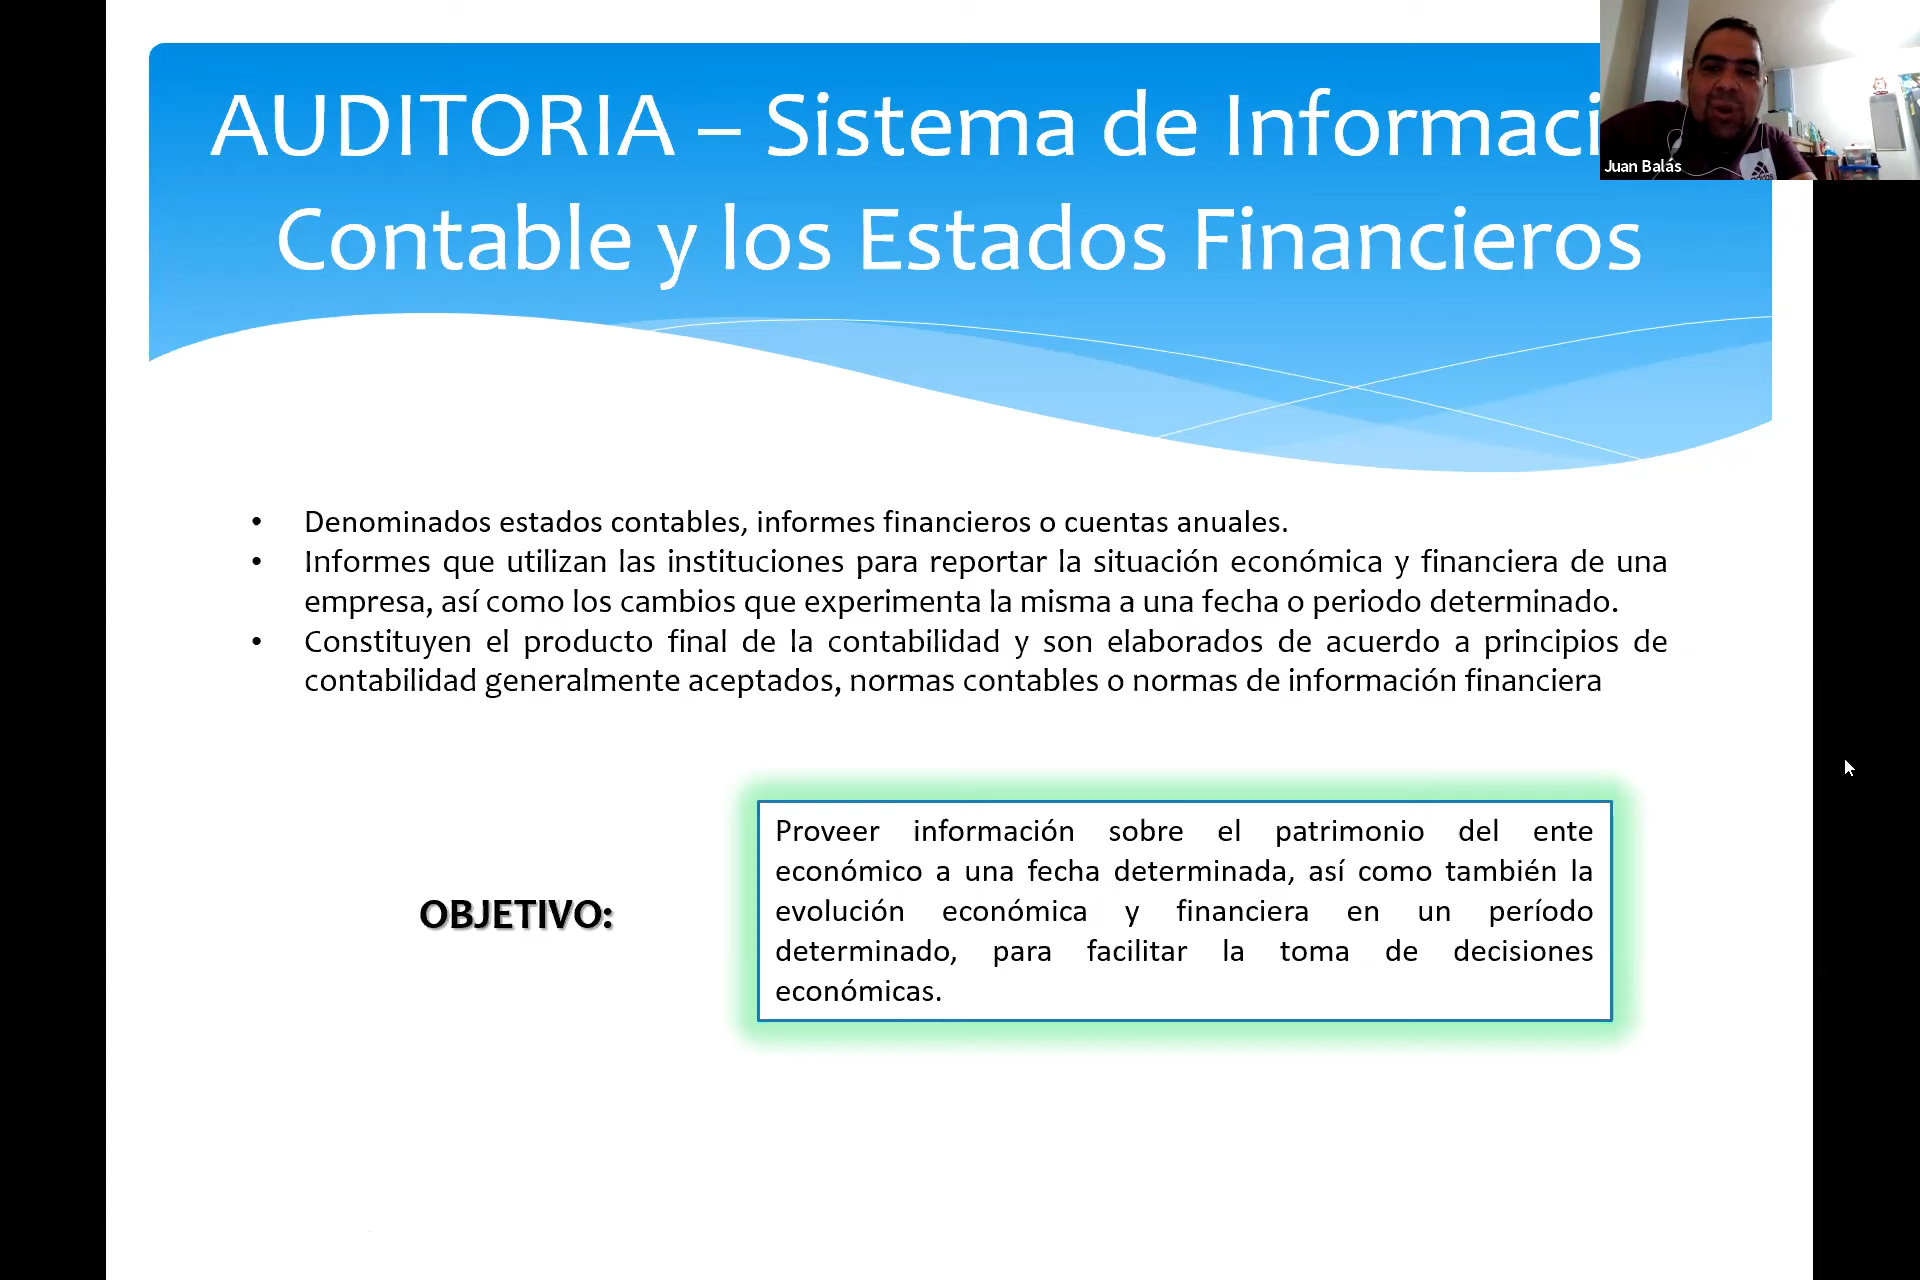 AUDITORIA – Sistema de Informaci
Contable y los Estados Financieros
Juan Balás
• Denominados estados contables, informes financieros o cuentas anuales.
• Informes que utilizan las instituciones para reportar la situación económica y financiera de una
empresa, así como los cambios que experimenta la misma a una fecha o periodo determinado.
• Constituyen el producto final de la contabilidad y son elaborados de acuerdo a principios de
contabilidad generalmente aceptados, normas contables o normas de información financiera
OBJETIVO:
Proveer información sobre el patrimonio del ente
económico a una fecha determinada, así como también la
evolución económica y financiera en un período
determinado, para facilitar la toma de decisiones
económicas.